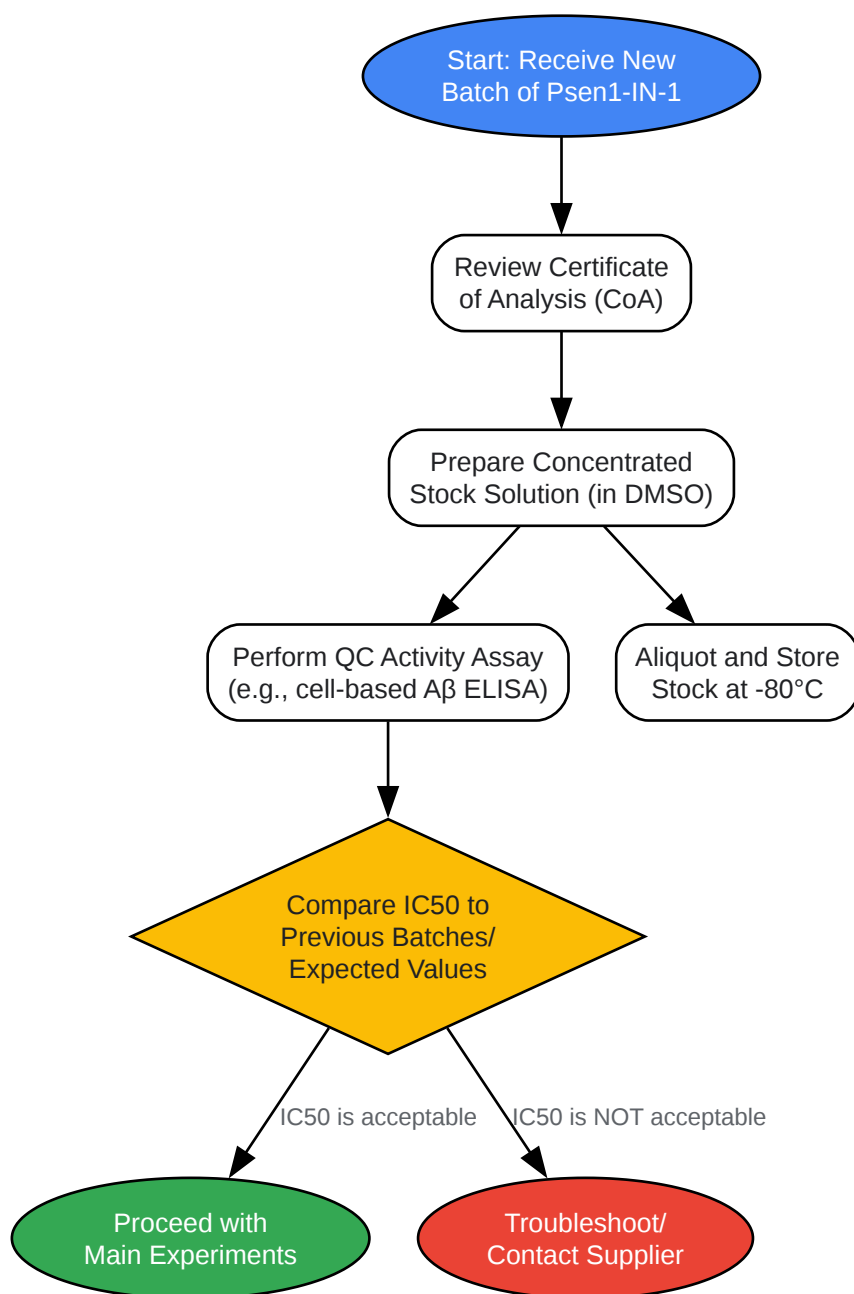 Start: Receive New
Batch of Psen1-IN-1
Review Certificate
of Analysis (CoA)
Prepare Concentrated
Stock Solution (in DMSO)
Perform QC Activity Assay
(e.g., cell-based Aβ ELISA)
Aliquot and Store
Stock at -80°C
Compare IC50 to
Previous Batches/
Expected Values
IC50 is acceptable
IC50 is NOT acceptable
Proceed with
Main Experiments
Troubleshoot/
Contact Supplier